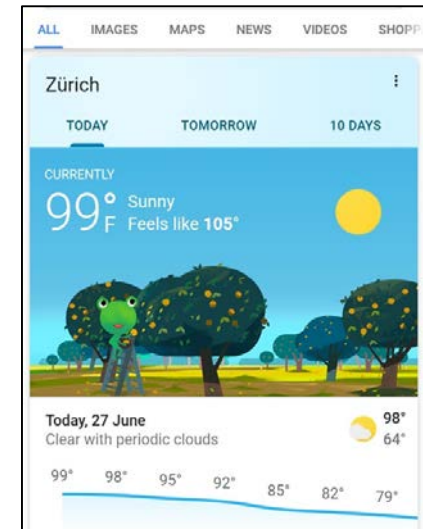 ALL IMAGES MAPS NEWS VIDEOS SHOPP
Zürich
TODAY TOMORROW 10 DAYS
CURRENTLY
99°F Sunny
Feels like 105°
Today, 27 June 98°
Clear with periodic clouds 64°
99° 98° 95° 92° 85° 82° 79°